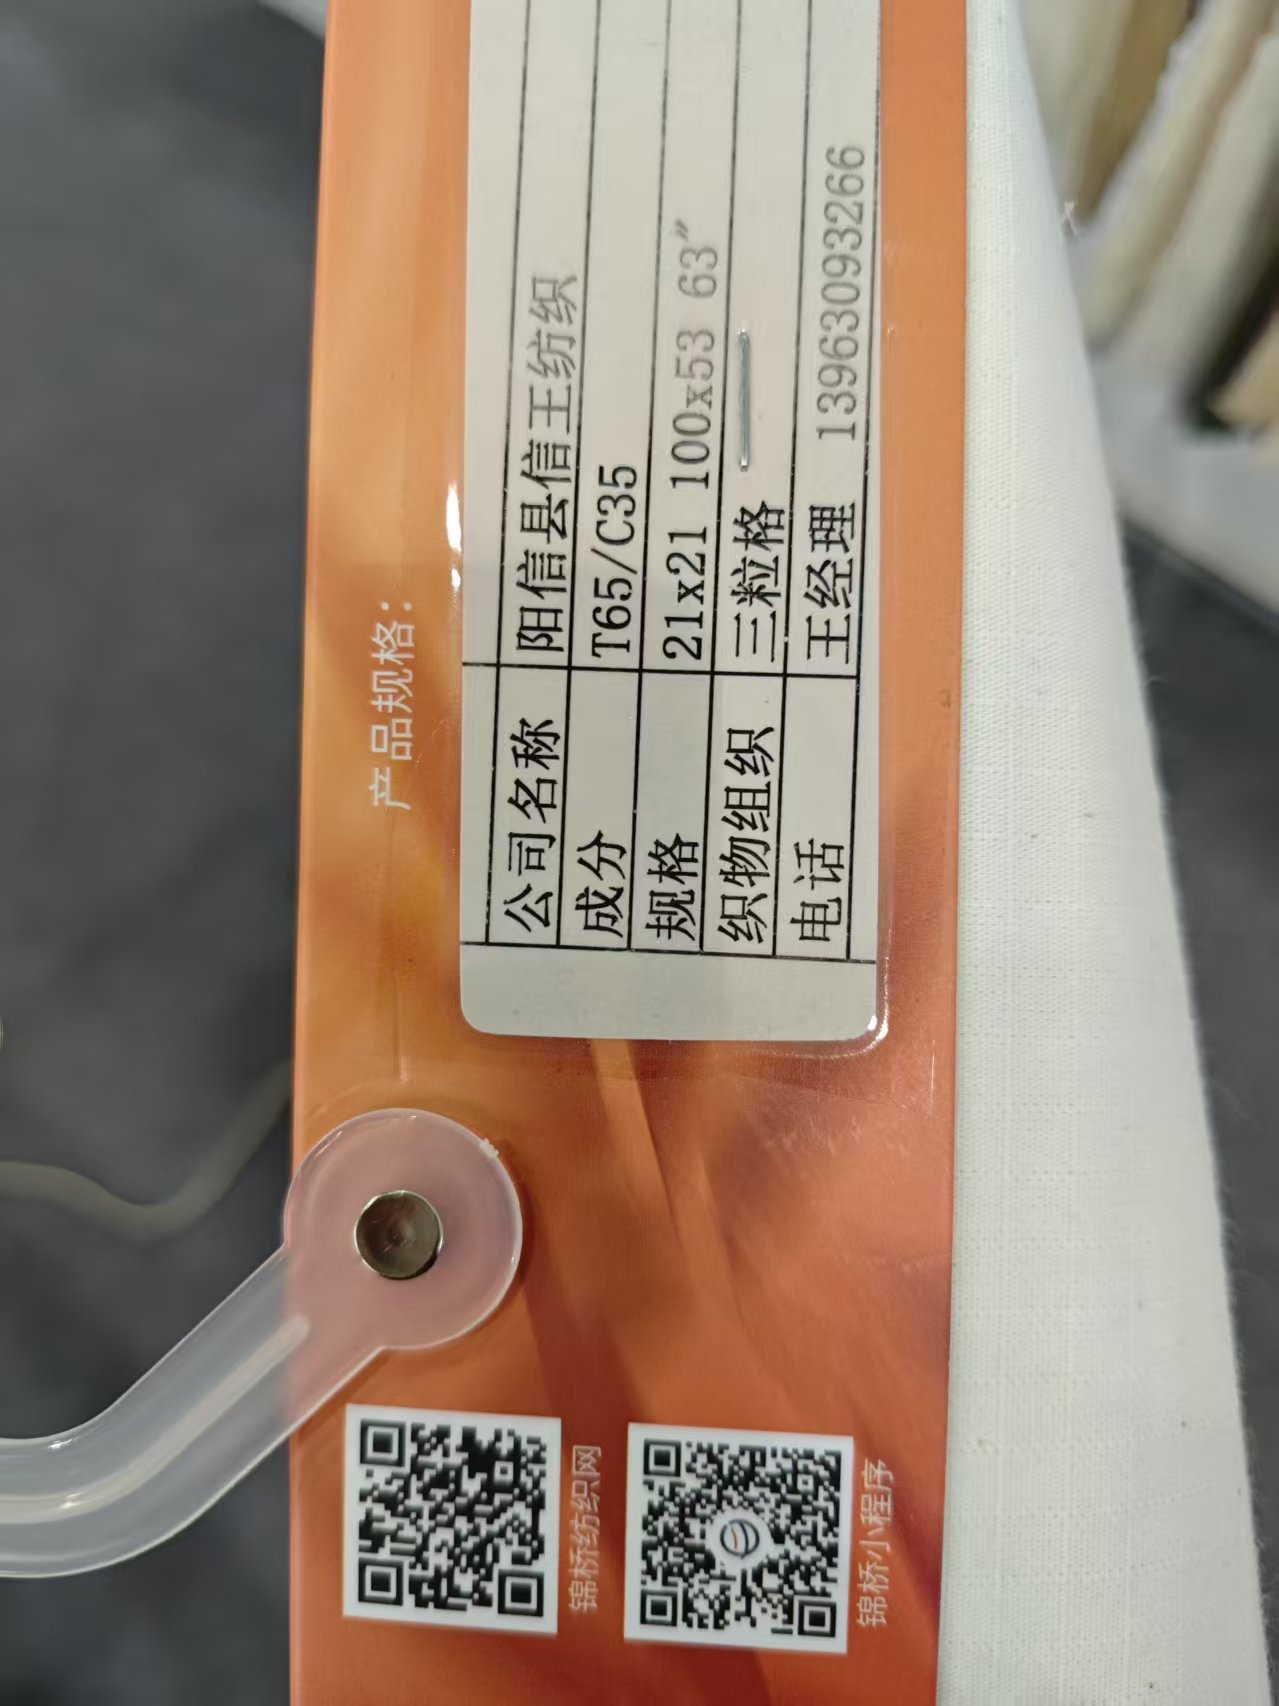 产品规格：
公司名称 阳信县信王纺织
成分 T65/C35
规格 21x21 100x53 63"
织物组织 三粒格
电话 王经理 13963093266
锦桥纺织网
锦桥小程序